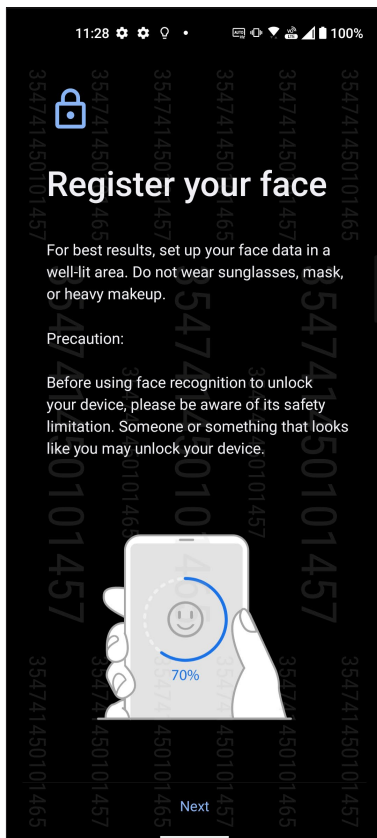 11:28
100%
Register your face
For best results, set up your face data in a
well-lit area. Do not wear sunglasses, mask,
or heavy makeup.
Precaution:
Before using face recognition to unlock
your device, please be aware of its safety
limitation. Someone or something that looks
like you may unlock your device.
70%
Next
354741450101457
354741450101465